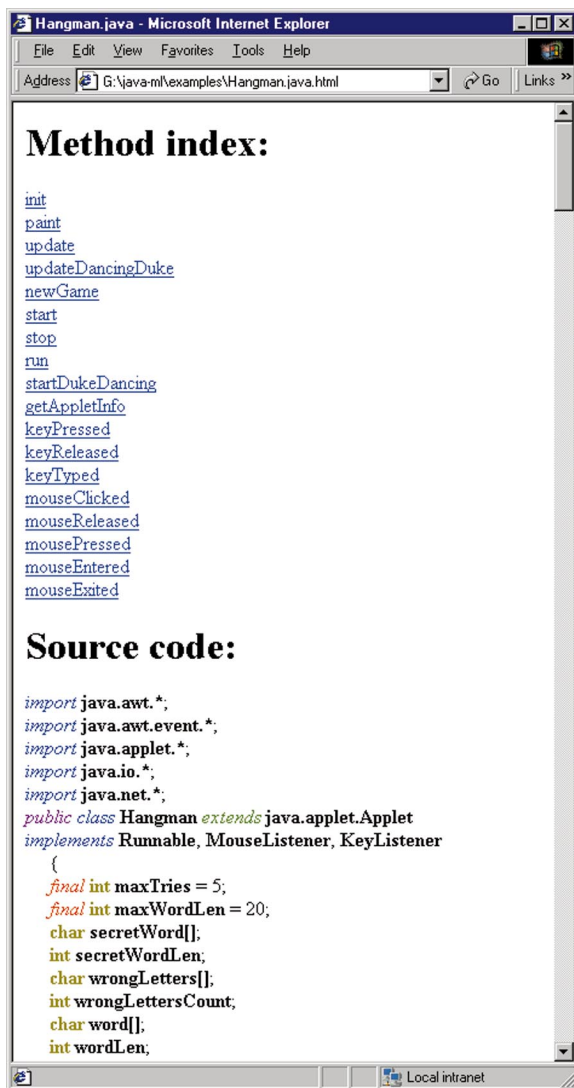 Hangman.java - Microsoft Internet Explorer
File Edit View Favorites Tools Help
Address G:\java-ml\examples\Hangman.java.html Go Links »
Method index:
init
paint
update
updateDancingDuke
newGame
start
stop
run
startDukeDancing
getAppletInfo
keyPressed
keyReleased
keyTyped
mouseClicked
mouseReleased
mousePressed
mouseEntered
mouseExited
Source code:
import java.awt.*;
import java.awt.event.*;
import java.applet.*;
import java.io.*;
import java.net.*;
public class Hangman extends java.applet.Applet
implements Runnable, MouseListener, KeyListener
{
final int maxTries = 5;
final int maxWordLen = 20;
char secretWord[];
int secretWordLen;
char wrongLetters[];
int wrongLettersCount;
char word[];
int wordLen;
Local intranet